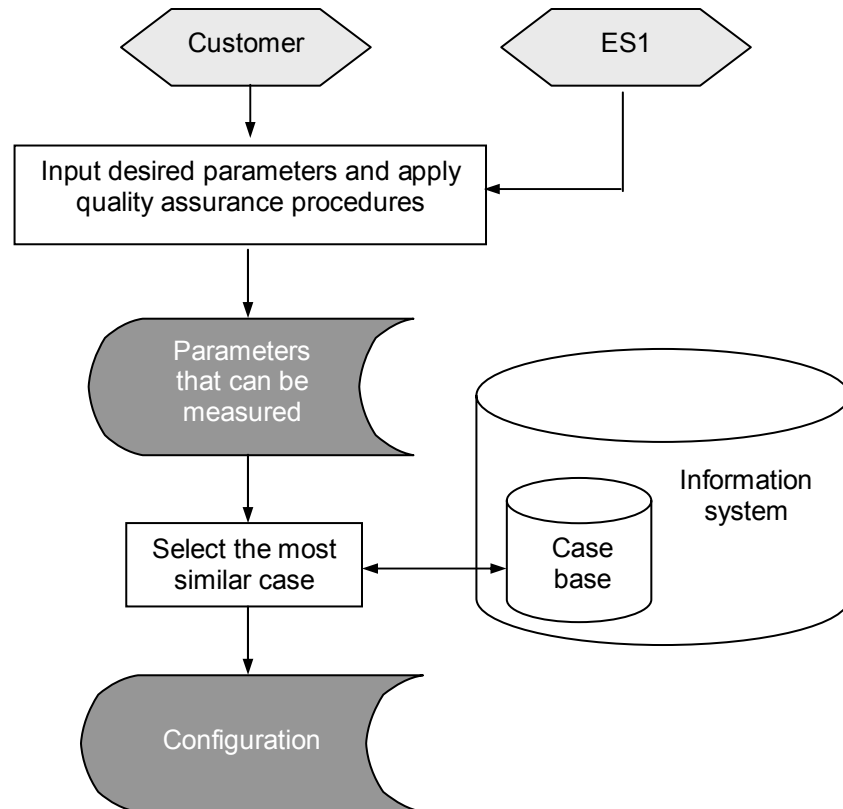 Customer
ES1
Input desired parameters and apply
quality assurance procedures
Parameters
that can be
measured
Information
system
Select the most
similar case
Case
base
Configuration